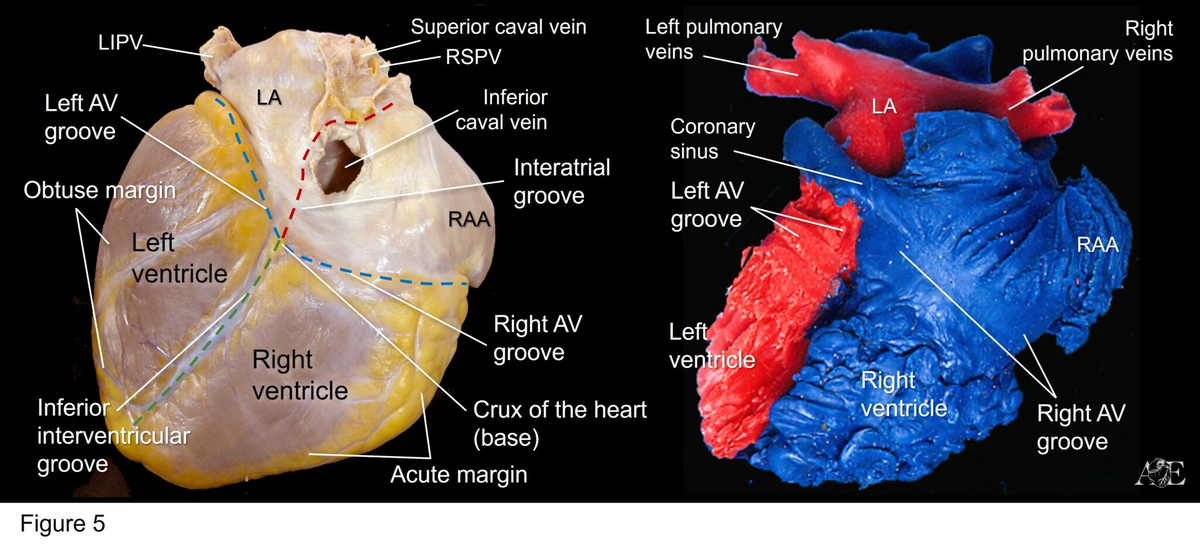 LIPV
Superior caval vein
RSPV
LA
Inferior
caval vein
Left AV
groove
Interatrial
groove
Obtuse margin
RAA
Left
ventricle
Right AV
groove
Right
ventricle
Inferior
interventricular
groove
Crux of the heart
(base)
Acute margin
Left pulmonary
veins
Right
pulmonary veins
LA
Coronary
sinus
Left AV
groove
RAA
Left
ventricle
Right
ventricle
Right AV
groove
A E
Figure 5